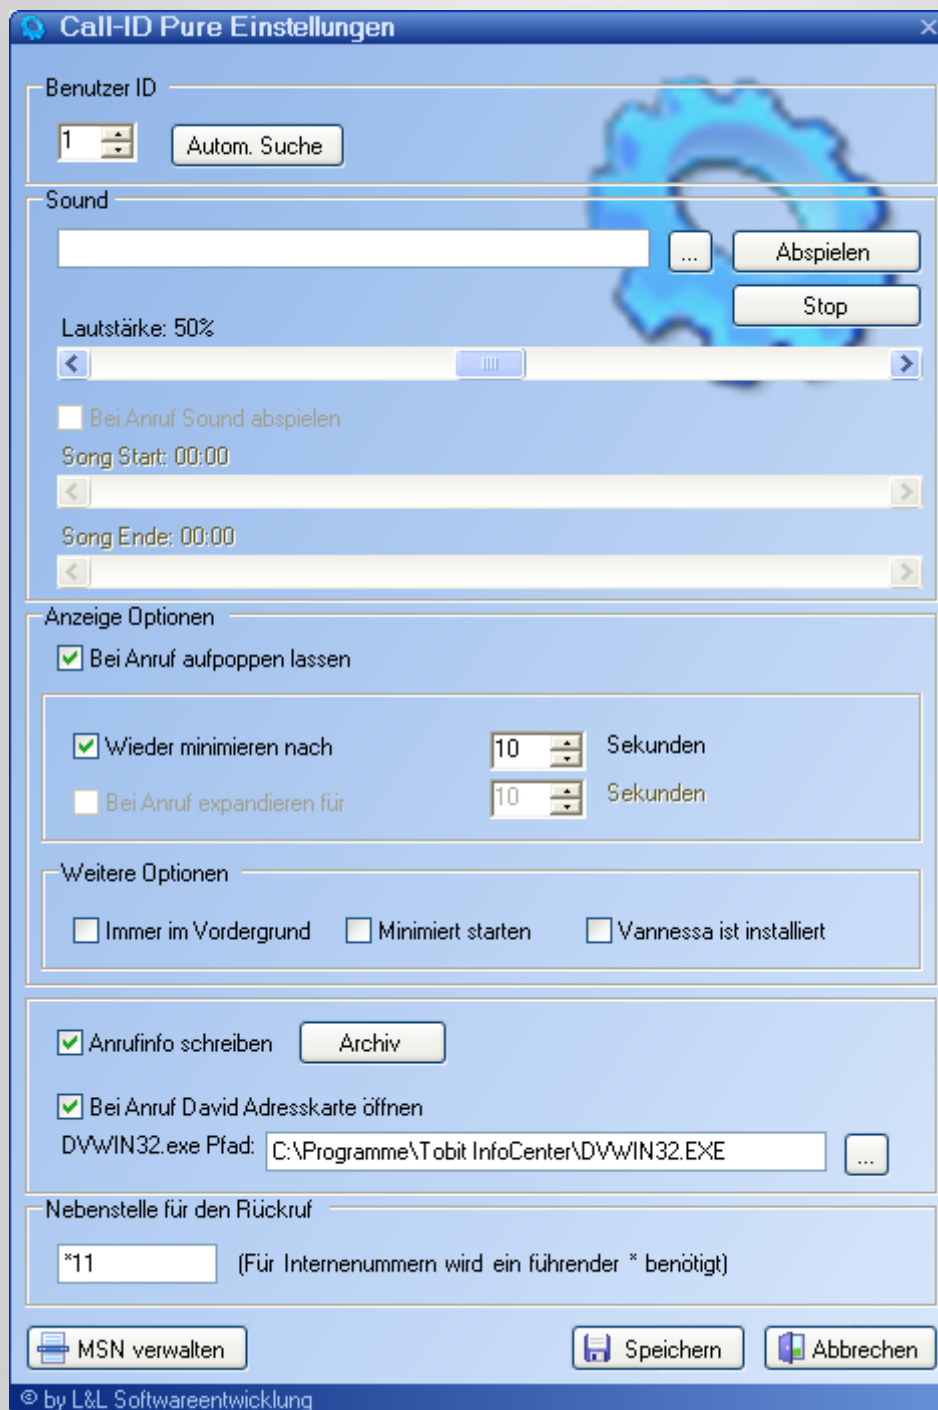 Call-ID Pure Einstellungen
Benutzer ID
1
Autom. Suche
Sound
...
Abspielen
Stop
Lautstärke: 50%
Bei Anruf Sound abspielen
Song Start: 00:00
Song Ende: 00:00
Anzeige Optionen
Bei Anruf aufpoppen lassen
Wieder minimieren nach 10 Sekunden
Bei Anruf expandieren für 10 Sekunden
Weitere Optionen
Immer im Vordergrund Minimiert starten Vannessa ist installiert
Anrufinfo schreiben Archiv
Bei Anruf David Adresskarte öffnen
DVWIN32.exe Pfad: C:\Programme\Tobit InfoCenter\DVWIN32.EXE ...
Nebenstelle für den Rückruf
*11 (Für Internenummern wird ein führender * benötigt)
MSN verwalten Speichern Abbrechen
© by L&L Softwareentwicklung